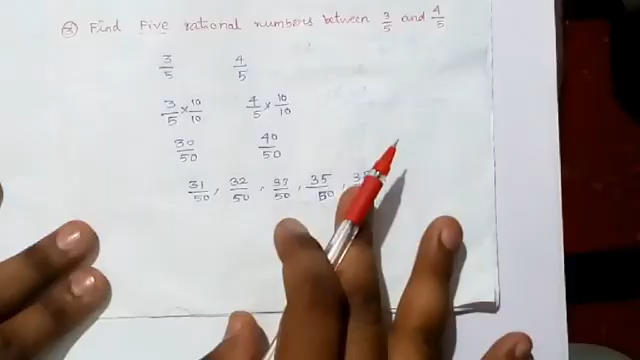 ③ Find Five rational numbers between 3/5 and 4/5
3/5 4/5
3/5 × 10/10 4/5 × 10/10
30/50 40/50
31/50, 32/50, 33/50, 35/50,